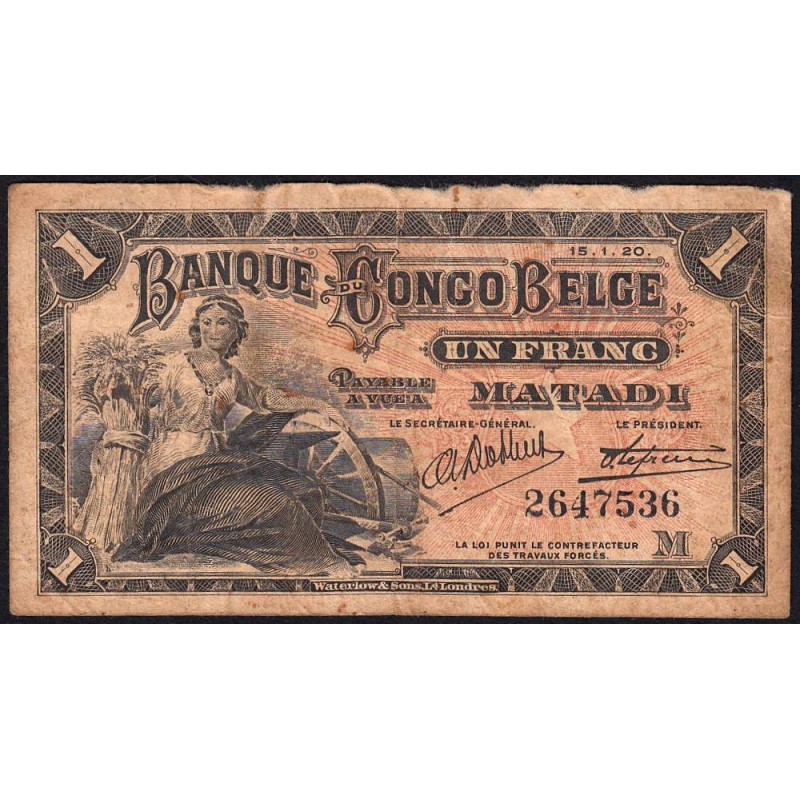 1
1
15.1.20.
BANQUE DU CONGO BELGE
UN FRANC
PAYABLE
A VUE A
MATADI
LE SECRÉTAIRE-GÉNÉRAL.
LE PRÉSIDENT.
2647536
LA LOI PUNIT LE CONTREFACTEUR
DES TRAVAUX FORCÉS.
M
1
1
Waterlow & Sons, Ld Londres.